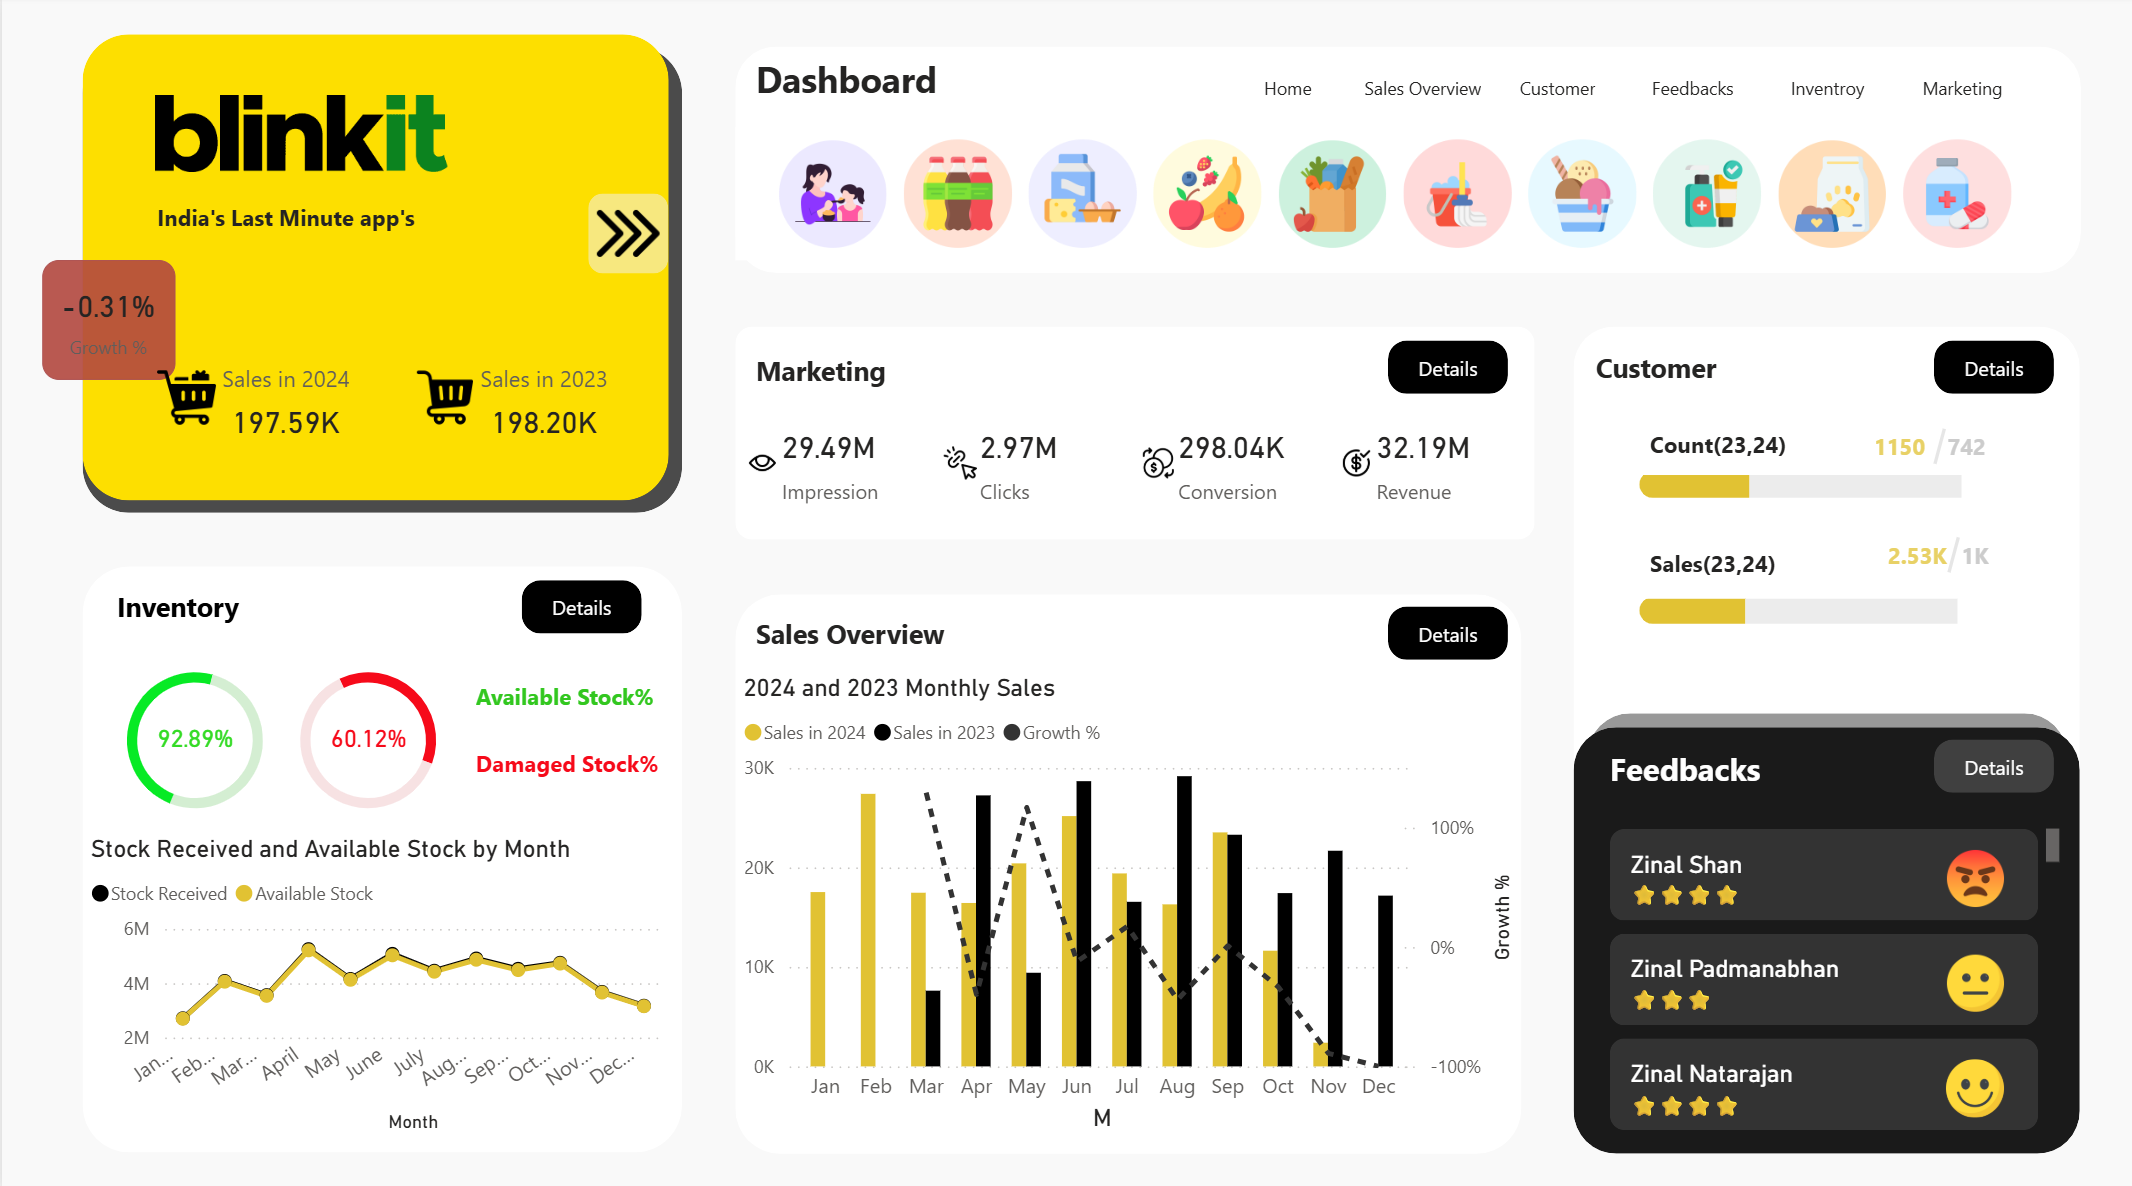 blinkit
India's Last Minute app's
-0.31%
Growth %
Sales in 2024
197.59K
Sales in 2023
198.20K
Dashboard
Home Sales Overview Customer Feedbacks Inventroy Marketing
Marketing
Details
29.49M 2.97M 298.04K 32.19M
Impression Clicks Conversion Revenue
Customer
Details
Count(23,24) 1150 / 742
Sales(23,24) 2.53K / 1K
Inventory
Details
92.89% 60.12%
Available Stock%
Damaged Stock%
Stock Received and Available Stock by Month
Stock Received Available Stock
6M
4M
2M
Jan... Feb... Mar... April May June July Aug... Sep... Oct... Nov... Dec...
Month
Sales Overview
Details
2024 and 2023 Monthly Sales
Sales in 2024 Sales in 2023 Growth %
30K
20K
10K
0K
100%
0%
-100%
Growth %
Jan Feb Mar Apr May Jun Jul Aug Sep Oct Nov Dec
M
Feedbacks
Details
Zinal Shan
Zinal Padmanabhan
Zinal Natarajan